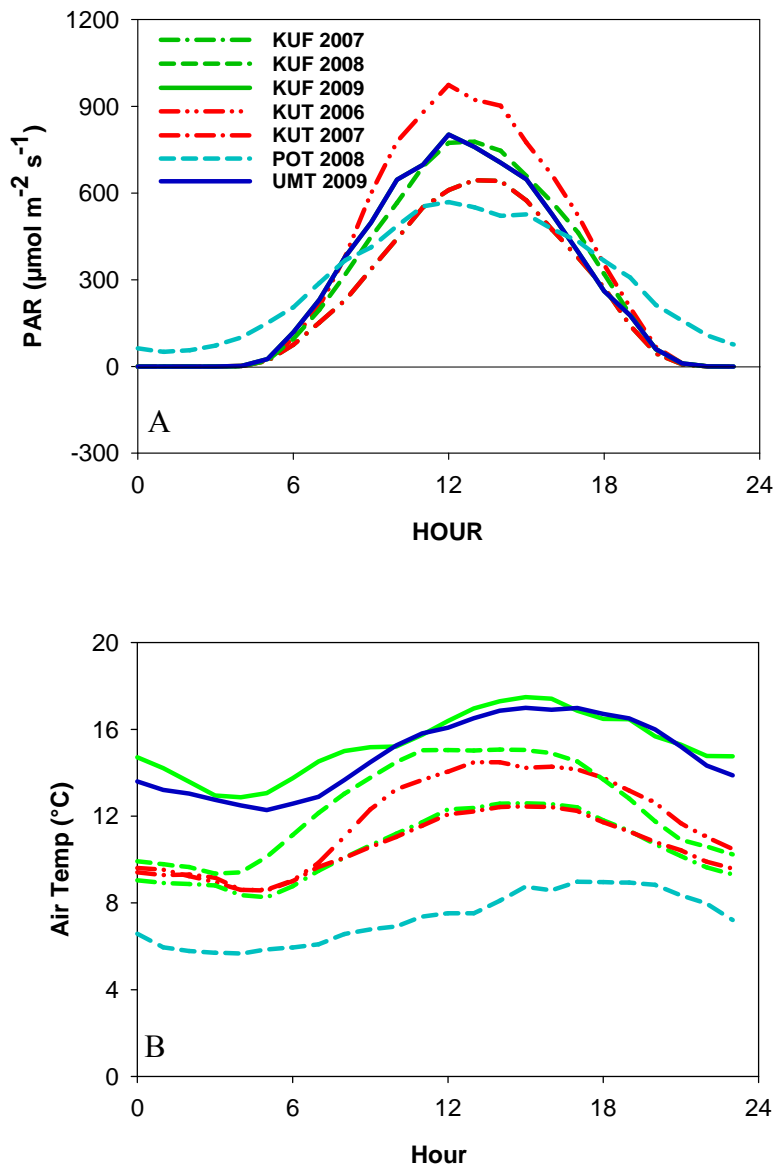 1200
900
600
300
0
-300
PAR (µmol m⁻² s⁻¹)
KUF 2007
KUF 2008
KUF 2009
KUT 2006
KUT 2007
POT 2008
UMT 2009
A
0 6 12 18 24
HOUR
20
16
12
8
4
0
Air Temp (°C)
B
0 6 12 18 24
Hour